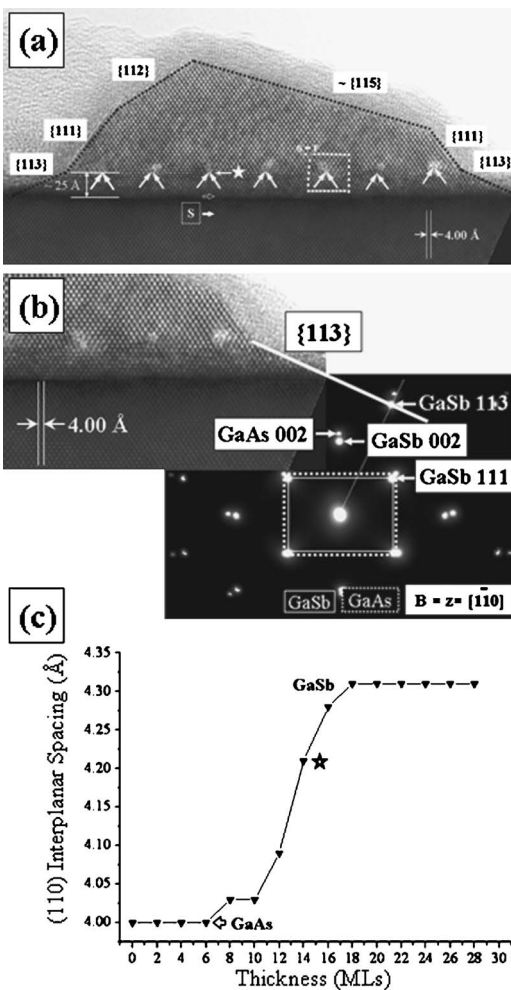 (a)
{112}
~ {115}
{111}
{111}
{113}
{113}
~25 Å
S
4.00 Å
(b)
{113}
4.00 Å
GaSb 113
GaAs 002
GaSb 002
GaSb 111
GaSb
GaAs
B = z= [1̄10]
(c)
(110) Interplanar Spacing (Å)
4.35
4.30
4.25
4.20
4.15
4.10
4.05
4.00
GaSb
GaAs
0 2 4 6 8 10 12 14 16 18 20 22 24 26 28 30
Thickness (MLs)